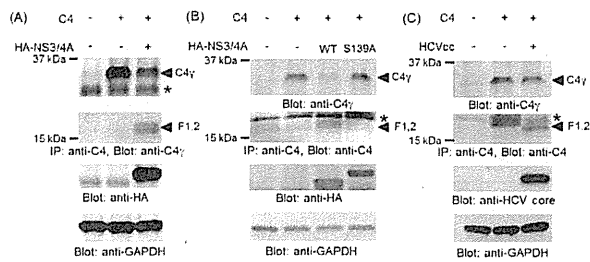 (A) C4 - + +
HA-NS3/4A - - +
37 kDa
C4γ
*
15 kDa
F1,2
IP: anti-C4, Blot: anti-C4γ
Blot: anti-HA
Blot: anti-GAPDH
(B) C4 - + + +
HA-NS3/4A - - WT S139A
37 kDa
C4γ
Blot: anti-C4γ
*
F1,2
15 kDa
IP: anti-C4, Blot: anti-C4
Blot: anti-HA
Blot: anti-GAPDH
(C) C4 - + +
HCVcc - - +
37 kDa
C4γ
Blot: anti-C4γ
*
F1,2
15 kDa
IP: anti-C4, Blot: anti-C4
Blot: anti-HCV core
Blot: anti-GAPDH